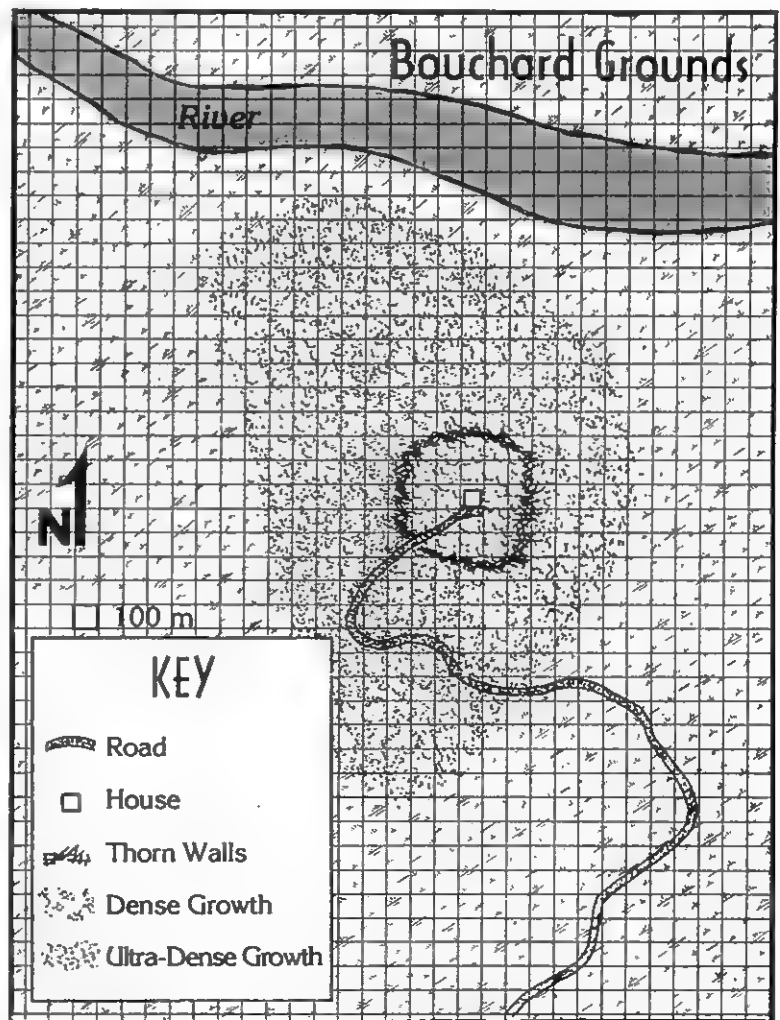 Bouchard Grounds
River
N
100 m
KEY
Road
House
Thorn Walls
Dense Growth
Ultra-Dense Growth